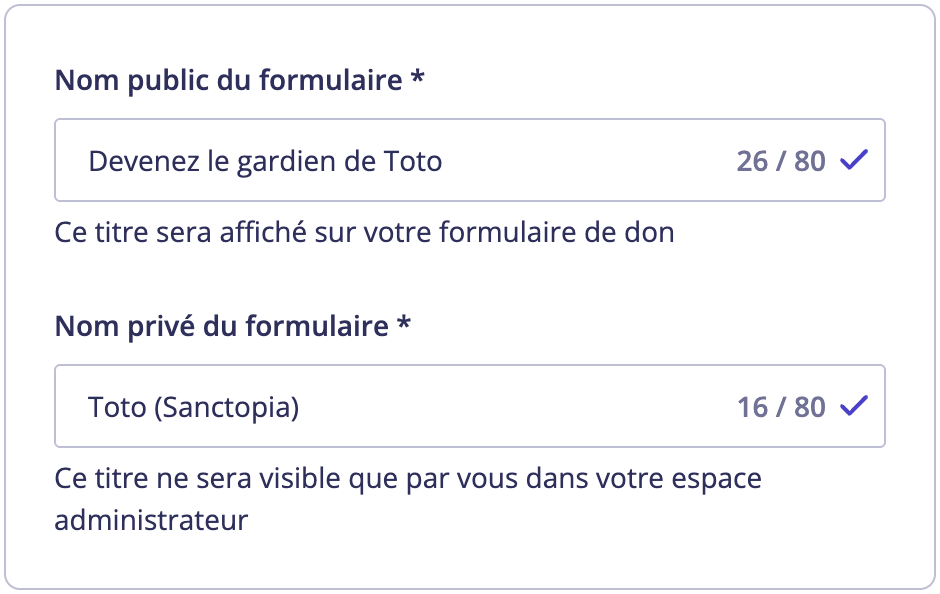 Nom public du formulaire *
Devenez le gardien de Toto 26 / 80
Ce titre sera affiché sur votre formulaire de don
Nom privé du formulaire *
Toto (Sanctopia) 16 / 80
Ce titre ne sera visible que par vous dans votre espace
administrateur